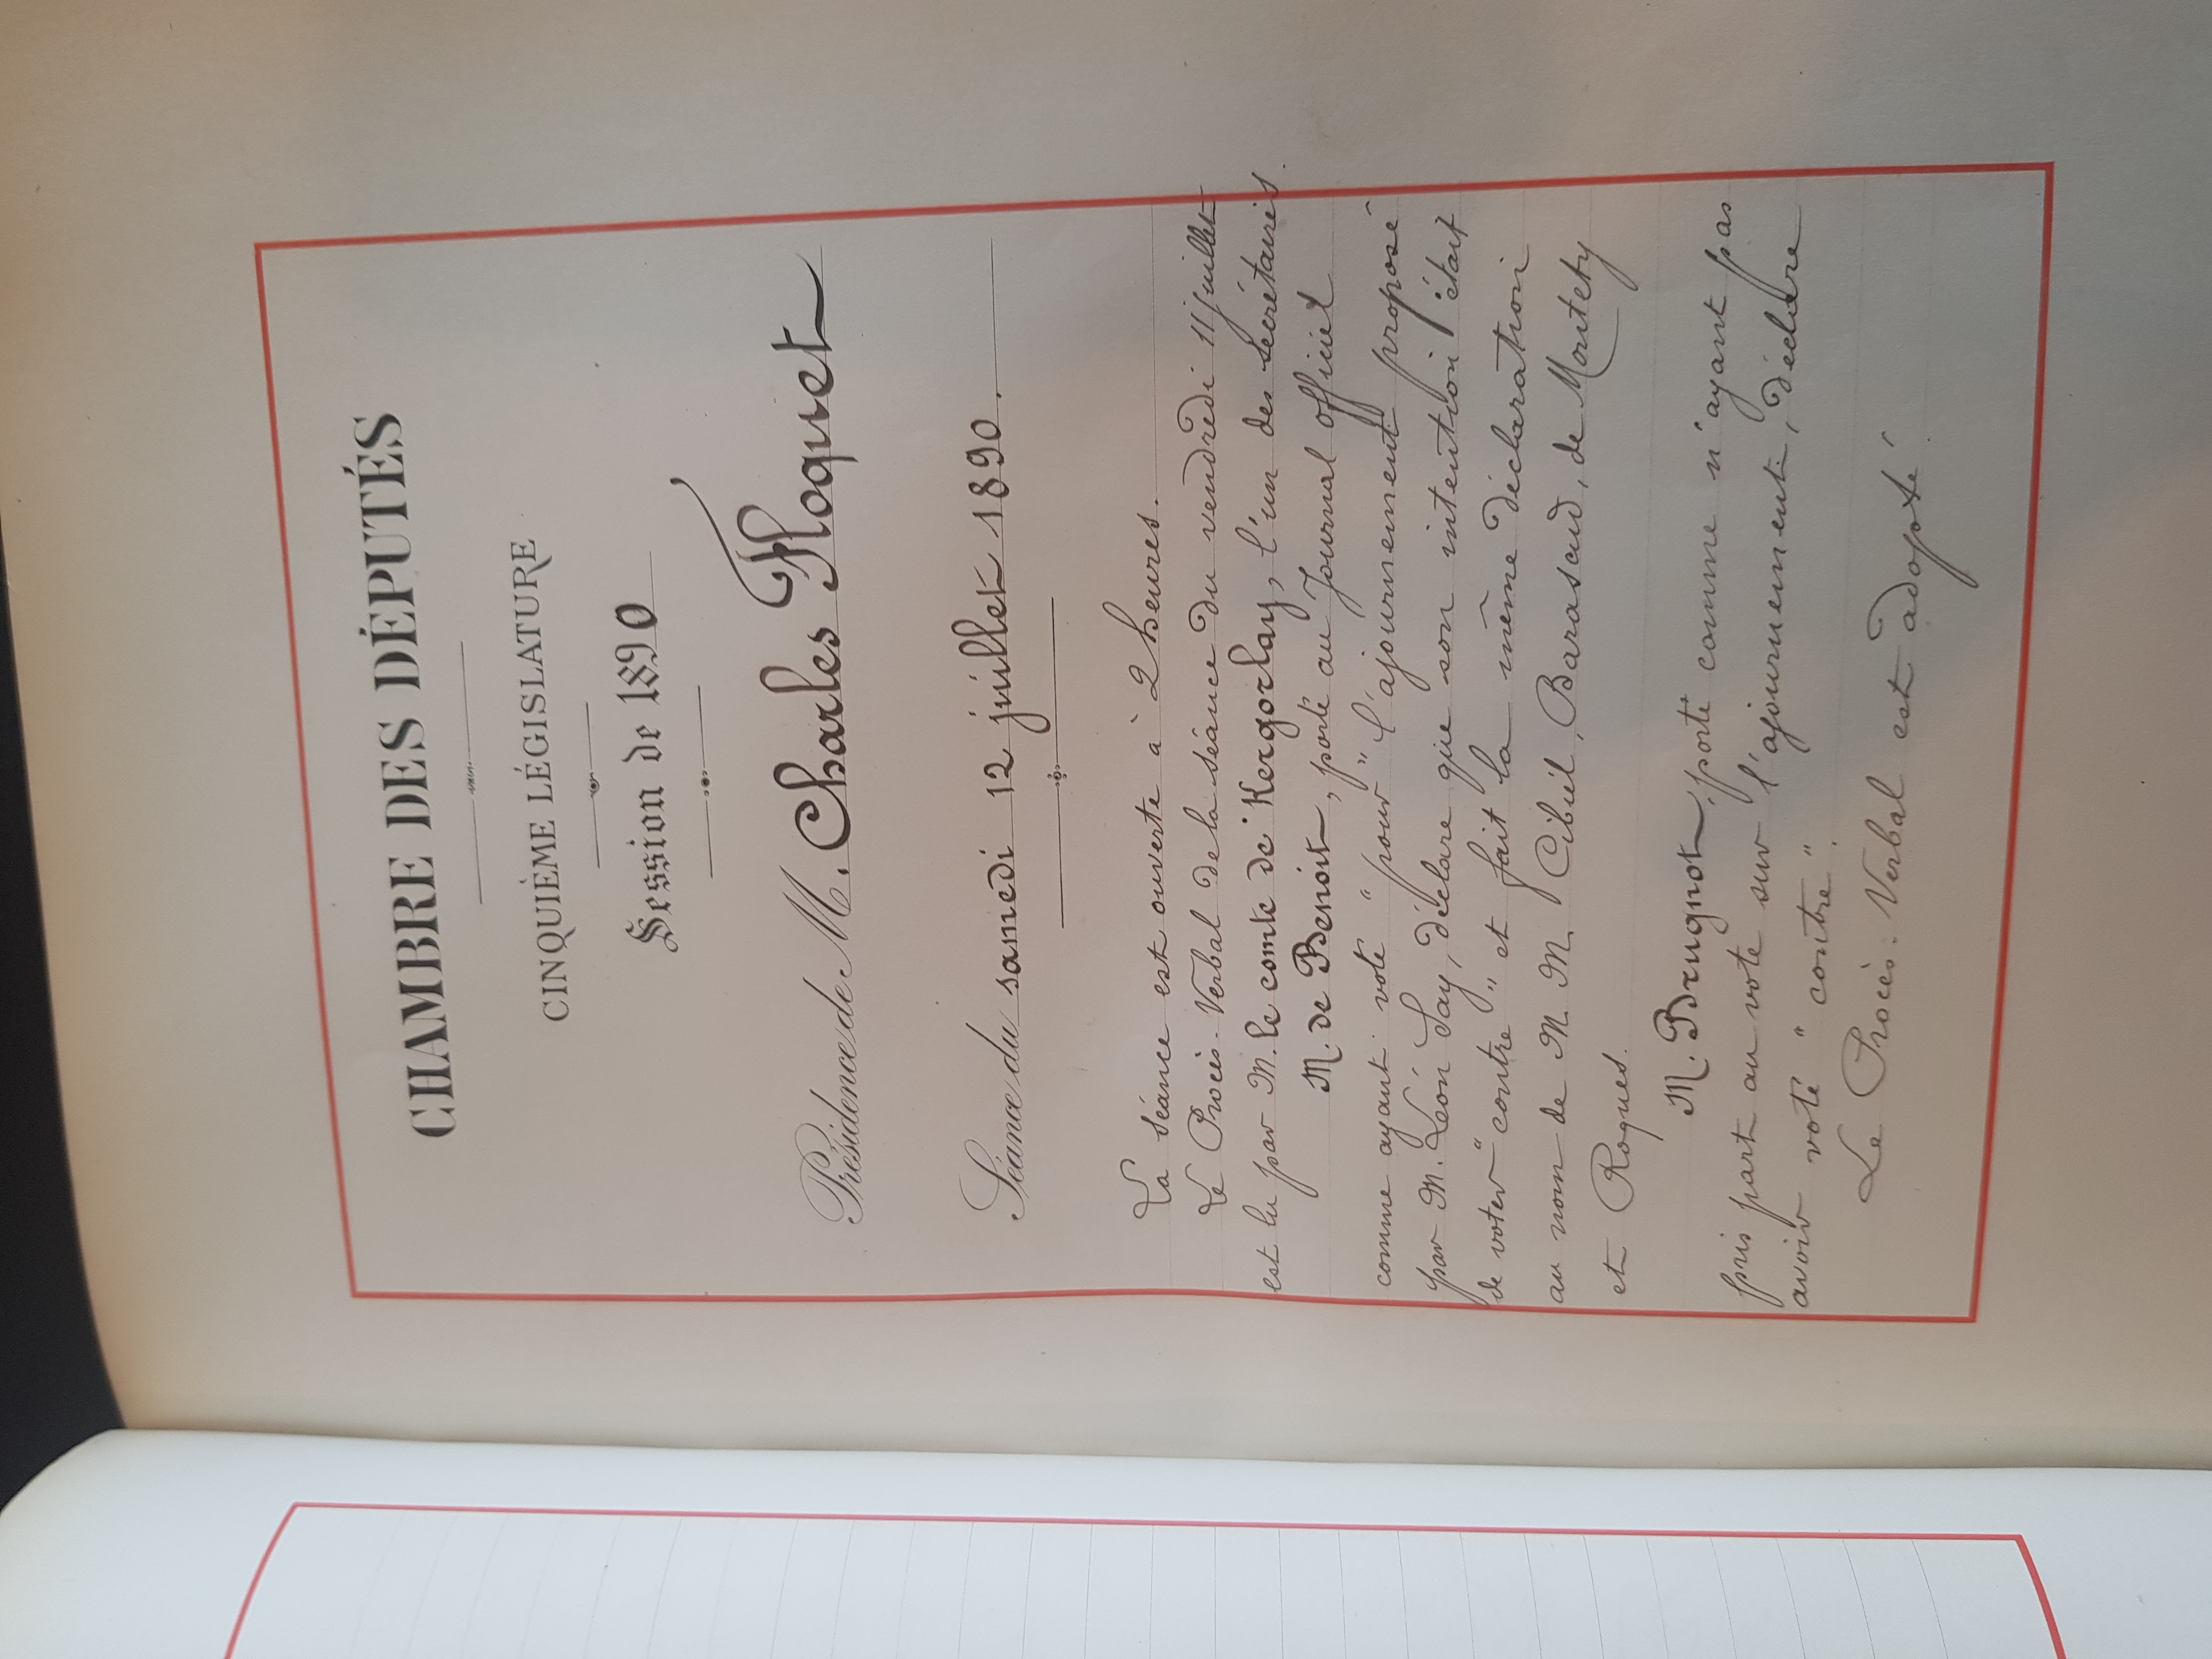 CHAMBRE DES DÉPUTÉS
CINQUIÈME LÉGISLATURE
Session de 1890
Présidence de M. Charles Floquet
Séance du samedi 12 juillet 1890.
La séance est ouverte à 2 heures.
Le Procès-Verbal de la séance du vendredi 11 juillet
est lu par M. le comte de Kergorlay, l'un des secrétaires.
M. de Benoit, porté au Journal officiel
comme ayant voté "pour" l'ajournement proposé
par M. Léon Say, déclare que son intention était
de voter "contre" et fait la même déclaration
au nom de M. M. Cibiel, Barascud, de Montety
et Roques.
M. Brugnot, porté comme n'ayant pas
pris part au vote sur l'ajournement, déclare
avoir voté "contre".
Le Procès-Verbal est adopté.